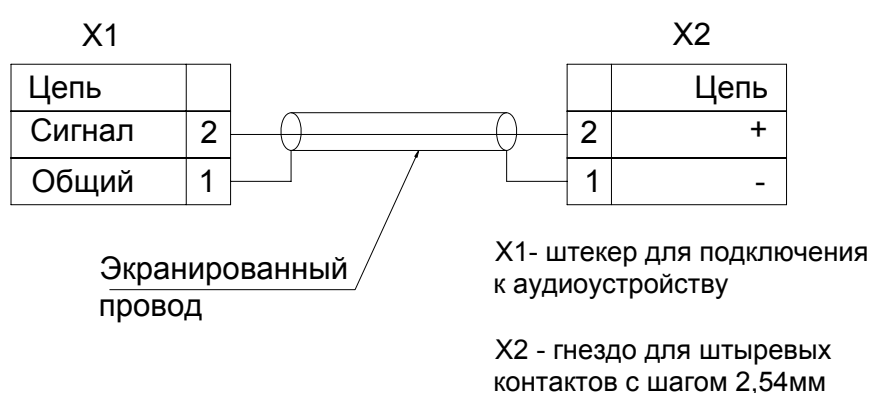 X1
X2
Цепь
Сигнал 2
Общий 1
Цепь
2 +
1 -
Экранированный
провод
X1- штекер для подключения
к аудиоустройству
X2 - гнездо для штыревых
контактов с шагом 2,54мм